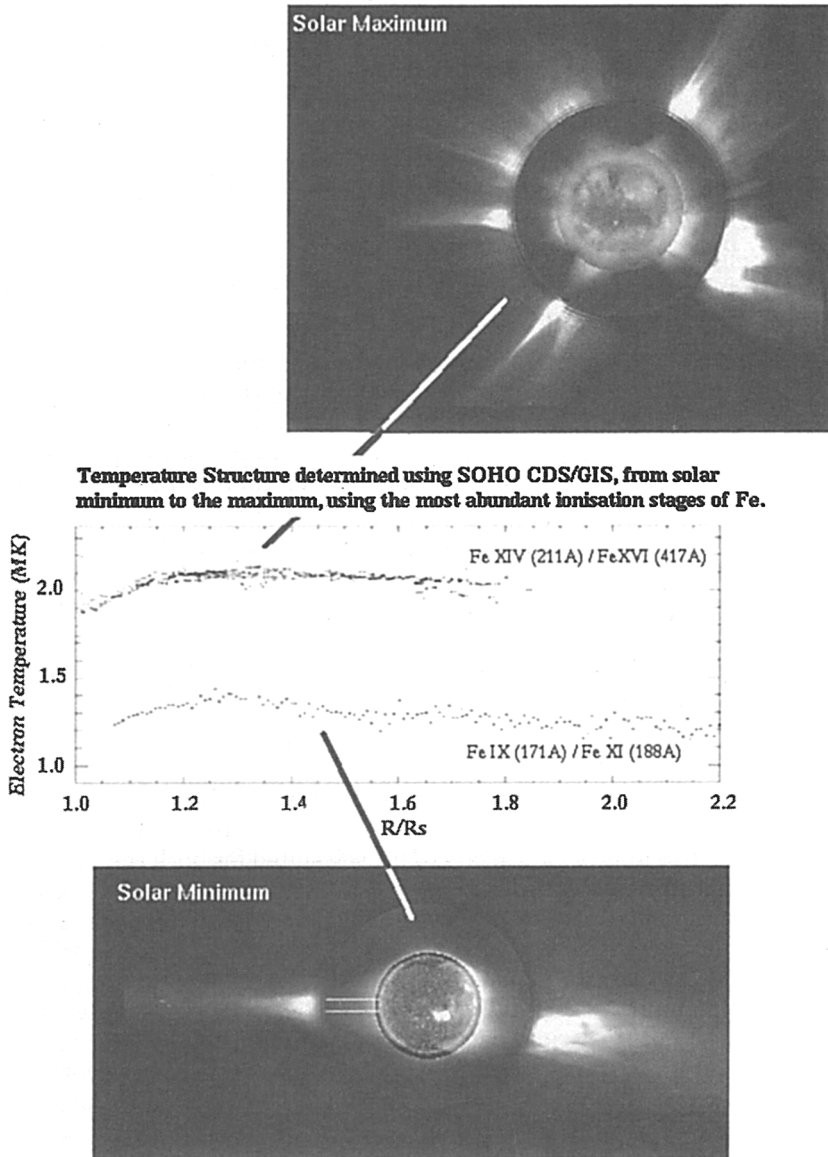 Solar Maximum
Temperature Structure determined using SOHO CDS/GIS, from solar
minimum to the maximum, using the most abundant ionisation stages of Fe.
Electron Temperature (MK)
2.0
1.5
1.0
Fe XIV (211A) / FeXVI (417A)
Fe IX (171A) / Fe XI (188A)
1.0 1.2 1.4 1.6 1.8 2.0 2.2
R/Rs
Solar Minimum